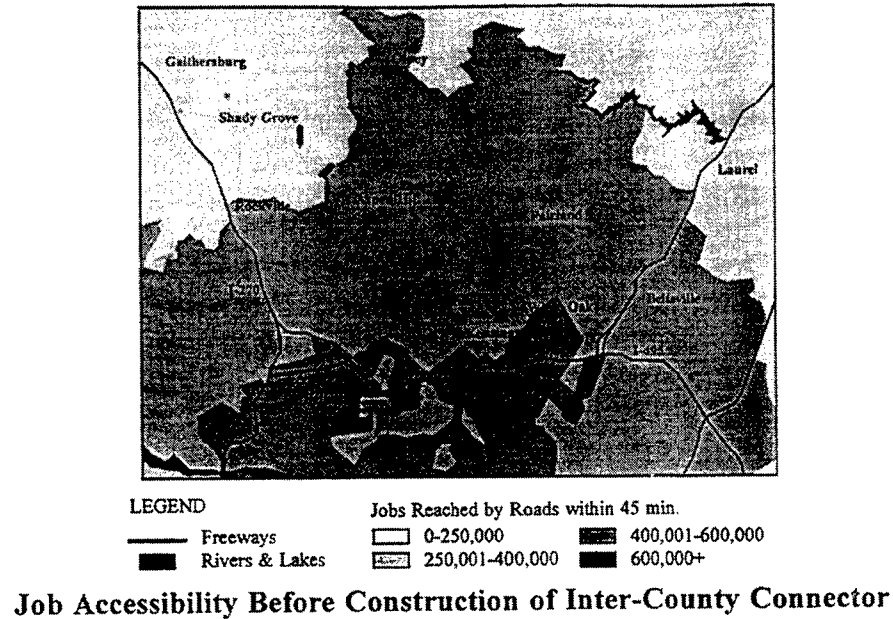 Gaithersburg
Shady Grove
Laurel
Rockville
Fairland
Beltsville
Oak
LEGEND
Jobs Reached by Roads within 45 min.
Freeways
0-250,000
400,001-600,000
Rivers & Lakes
250,001-400,000
600,000+
Job Accessibility Before Construction of Inter-County Connector